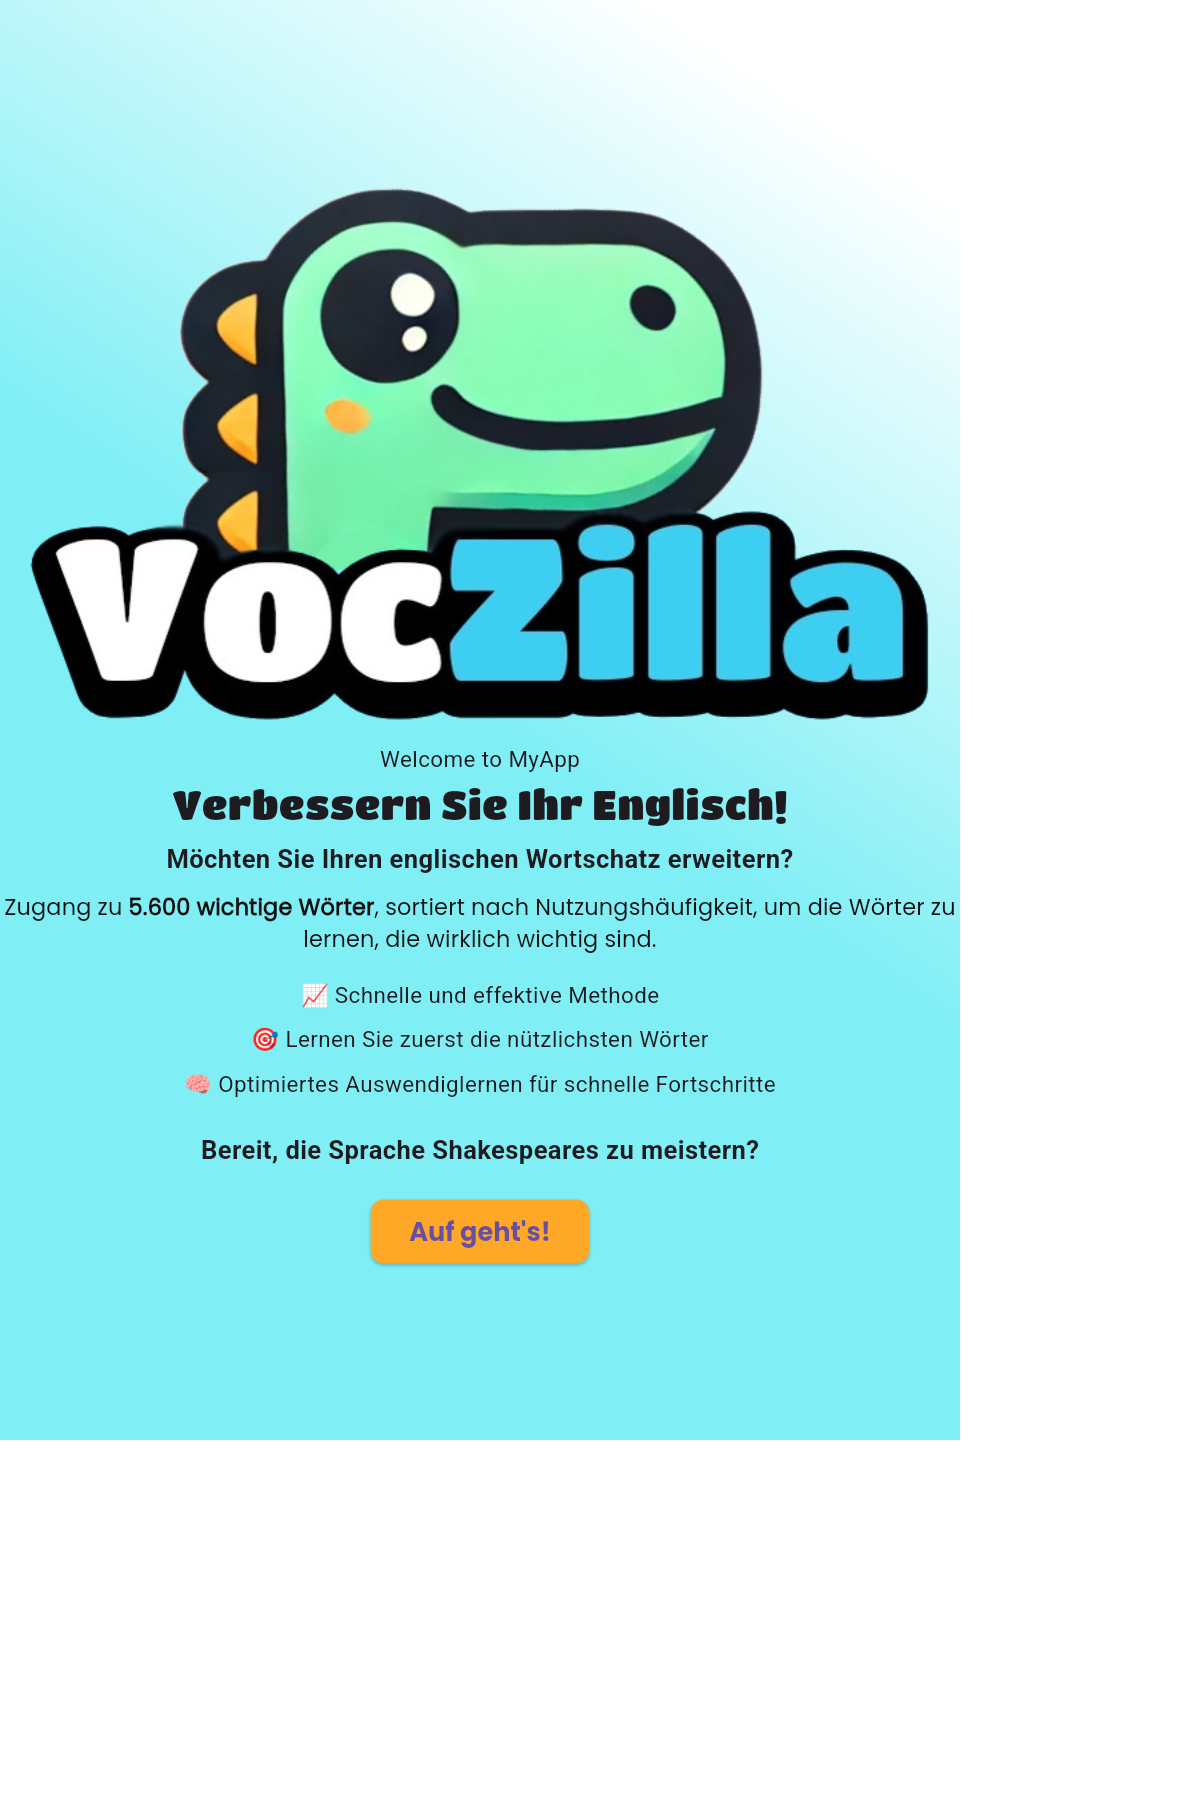 VocZilla
Welcome to MyApp
Verbessern Sie Ihr Englisch!
Möchten Sie Ihren englischen Wortschatz erweitern?
Zugang zu 5.600 wichtige Wörter, sortiert nach Nutzungshäufigkeit, um die Wörter zu
lernen, die wirklich wichtig sind.
📈 Schnelle und effektive Methode
🎯 Lernen Sie zuerst die nützlichsten Wörter
🧠 Optimiertes Auswendiglernen für schnelle Fortschritte
Bereit, die Sprache Shakespeares zu meistern?
Auf geht's!